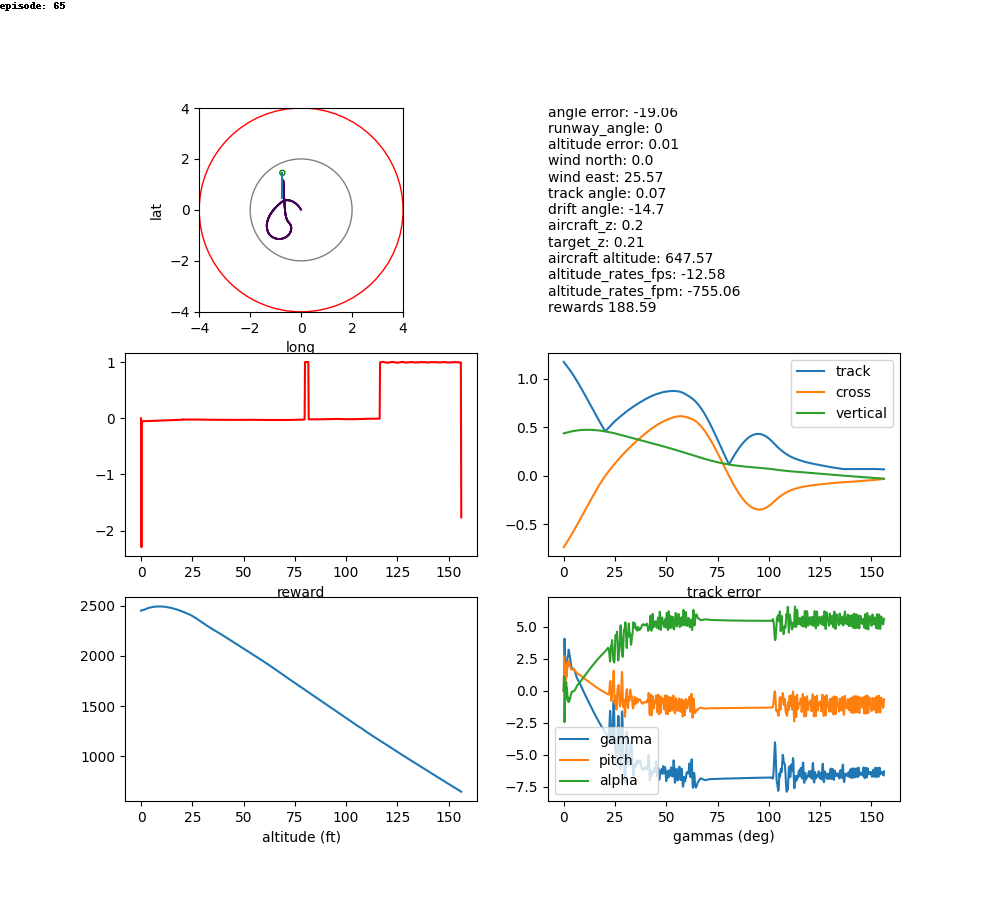 episode: 65
angle error: -19.06
runway_angle: 0
altitude error: 0.01
wind north: 0.0
wind east: 25.57
track angle: 0.07
drift angle: -14.7
aircraft_z: 0.2
target_z: 0.21
aircraft altitude: 647.57
altitude_rates_fps: -12.58
altitude_rates_fpm: -755.06
rewards 188.59
4
2
0
−2
−4
lat
−4 −2 0 2 4
long
1
0
−1
−2
0 25 50 75 100 125 150
reward
1.0
0.5
0.0
−0.5
track
cross
vertical
0 25 50 75 100 125 150
track error
2500
2000
1500
1000
0 25 50 75 100 125 150
altitude (ft)
5.0
2.5
0.0
−2.5
−5.0
−7.5
gamma
pitch
alpha
0 25 50 75 100 125 150
gammas (deg)